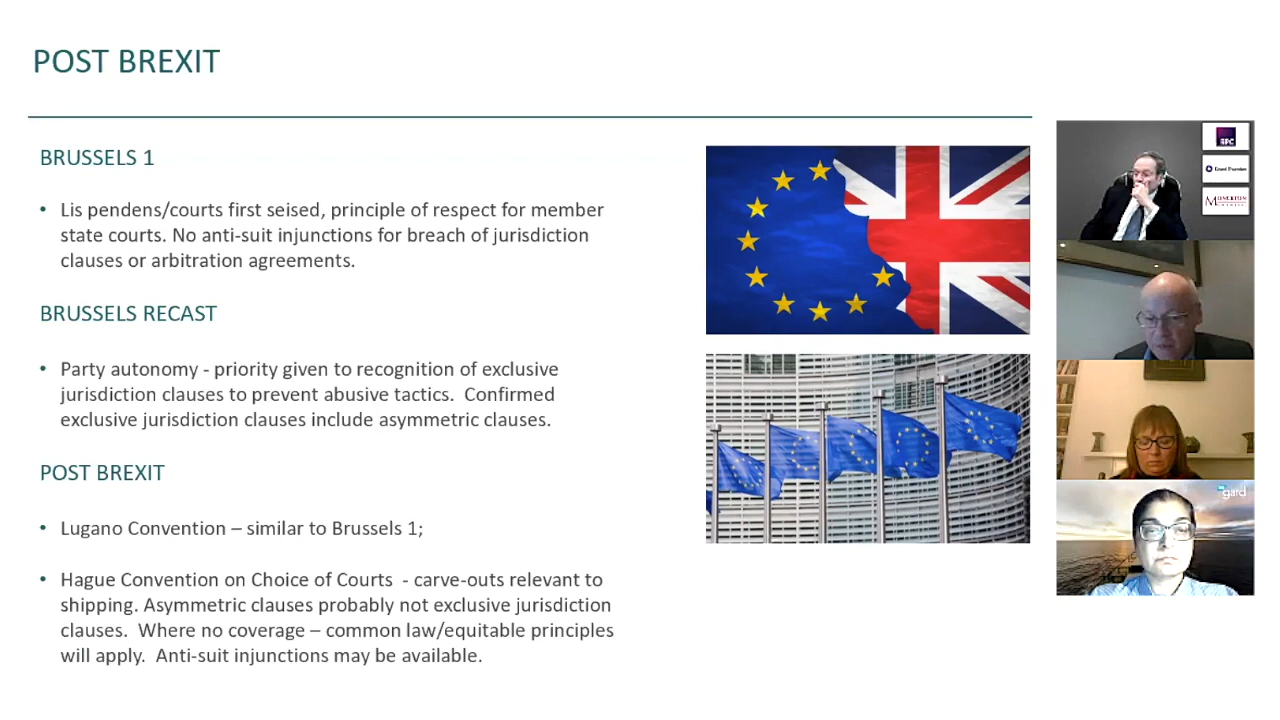 POST BREXIT
BRUSSELS 1
• Lis pendens/courts first seised, principle of respect for member
state courts. No anti-suit injunctions for breach of jurisdiction
clauses or arbitration agreements.
BRUSSELS RECAST
• Party autonomy - priority given to recognition of exclusive
jurisdiction clauses to prevent abusive tactics.  Confirmed
exclusive jurisdiction clauses include asymmetric clauses.
POST BREXIT
• Lugano Convention – similar to Brussels 1;
• Hague Convention on Choice of Courts  - carve-outs relevant to
shipping. Asymmetric clauses probably not exclusive jurisdiction
clauses.  Where no coverage – common law/equitable principles
will apply.  Anti-suit injunctions may be available.
RPC
Grant Thornton
MONCKTON
gard